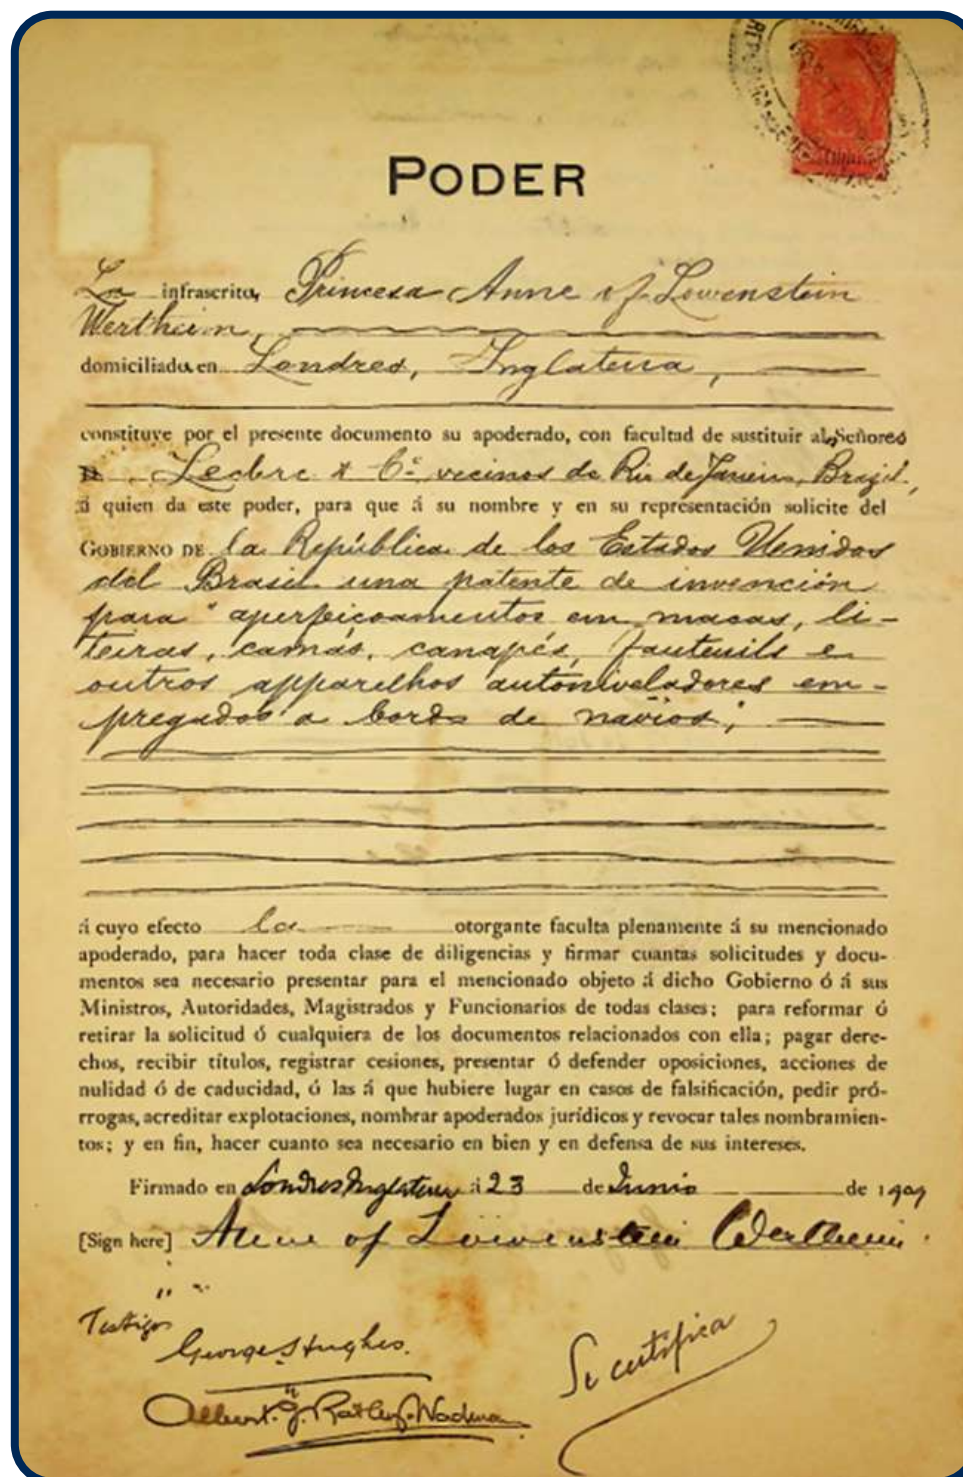 PODER
La infrascrita, Princesa Anne of Lowenstein
Wertheim,
domiciliada en Londres, Inglaterra,
constituye por el presente documento su apoderado, con facultad de sustituir al Señores
Leclerc & Cº vecinos de Rio de Janeiro, Brazil,
á quien da este poder, para que á su nombre y en su representación solicite del
GOBIERNO DE la República de los Estados Unidos
del Brasil una patente de invención
para "aperfeicoamentos em macas, li-
teiras, camás, canapés, fauteuils e
outros apparelhos autoniveladores em-
pregados a bordo de navios;
á cuyo efecto la otorgante faculta plenamente á su mencionado
apoderado, para hacer toda clase de diligencias y firmar cuantas solicitudes y docu-
mentos sea necesario presentar para el mencionado objeto á dicho Gobierno ó á sus
Ministros, Autoridades, Magistrados y Funcionarios de todas clases; para reformar ó
retirar la solicitud ó cualquiera de los documentos relacionados con ella; pagar dere-
chos, recibir títulos, registrar cesiones, presentar ó defender oposiciones, acciones de
nulidad ó de caducidad, ó las á que hubiere lugar en casos de falsificación, pedir pró-
rrogas, acreditar explotaciones, nombrar apoderados jurídicos y revocar tales nombramien-
tos; y en fin, hacer cuanto sea necesario en bien y en defensa de sus intereses.
Firmado en Londres Inglaterra á 23 de Junio de 1909
[Sign here] Anne of Löwenstein Wertheim.
Testigos
George Hughes.
Albert. J.
Se certifica